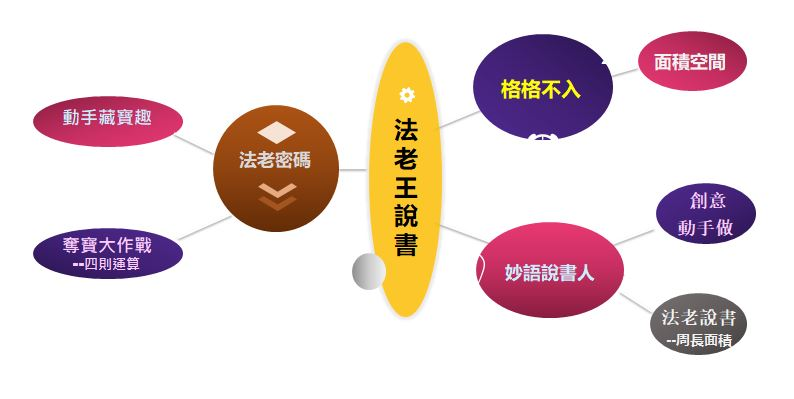 動手藏寶趣
奪寶大作戰
--四則運算
法老密碼
法老王說書
格格不入
面積空間
妙語說書人
創意
動手做
法老說書
--周長面積